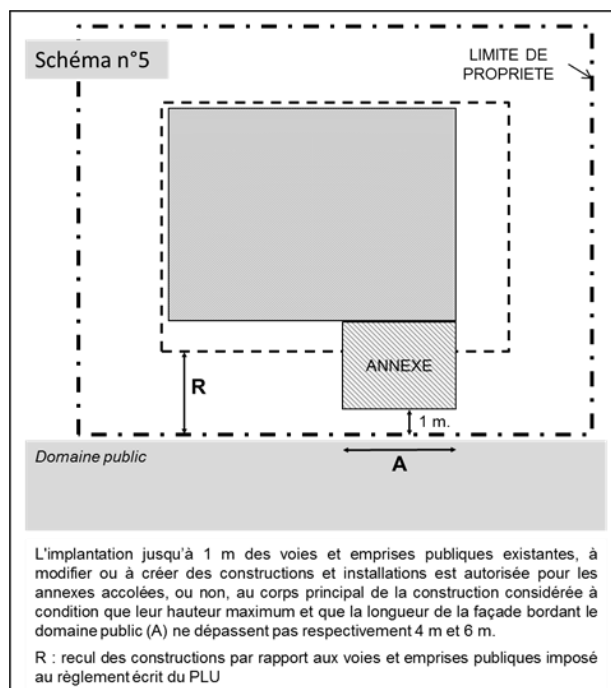 Schéma n°5
LIMITE DE
PROPRIETE
ANNEXE
R
1 m.
A
Domaine public
L'implantation jusqu'à 1 m des voies et emprises publiques existantes, à
modifier ou à créer des constructions et installations est autorisée pour les
annexes accolées, ou non, au corps principal de la construction considérée à
condition que leur hauteur maximum et que la longueur de la façade bordant le
domaine public (A) ne dépassent pas respectivement 4 m et 6 m.
R : recul des constructions par rapport aux voies et emprises publiques imposé
au règlement écrit du PLU